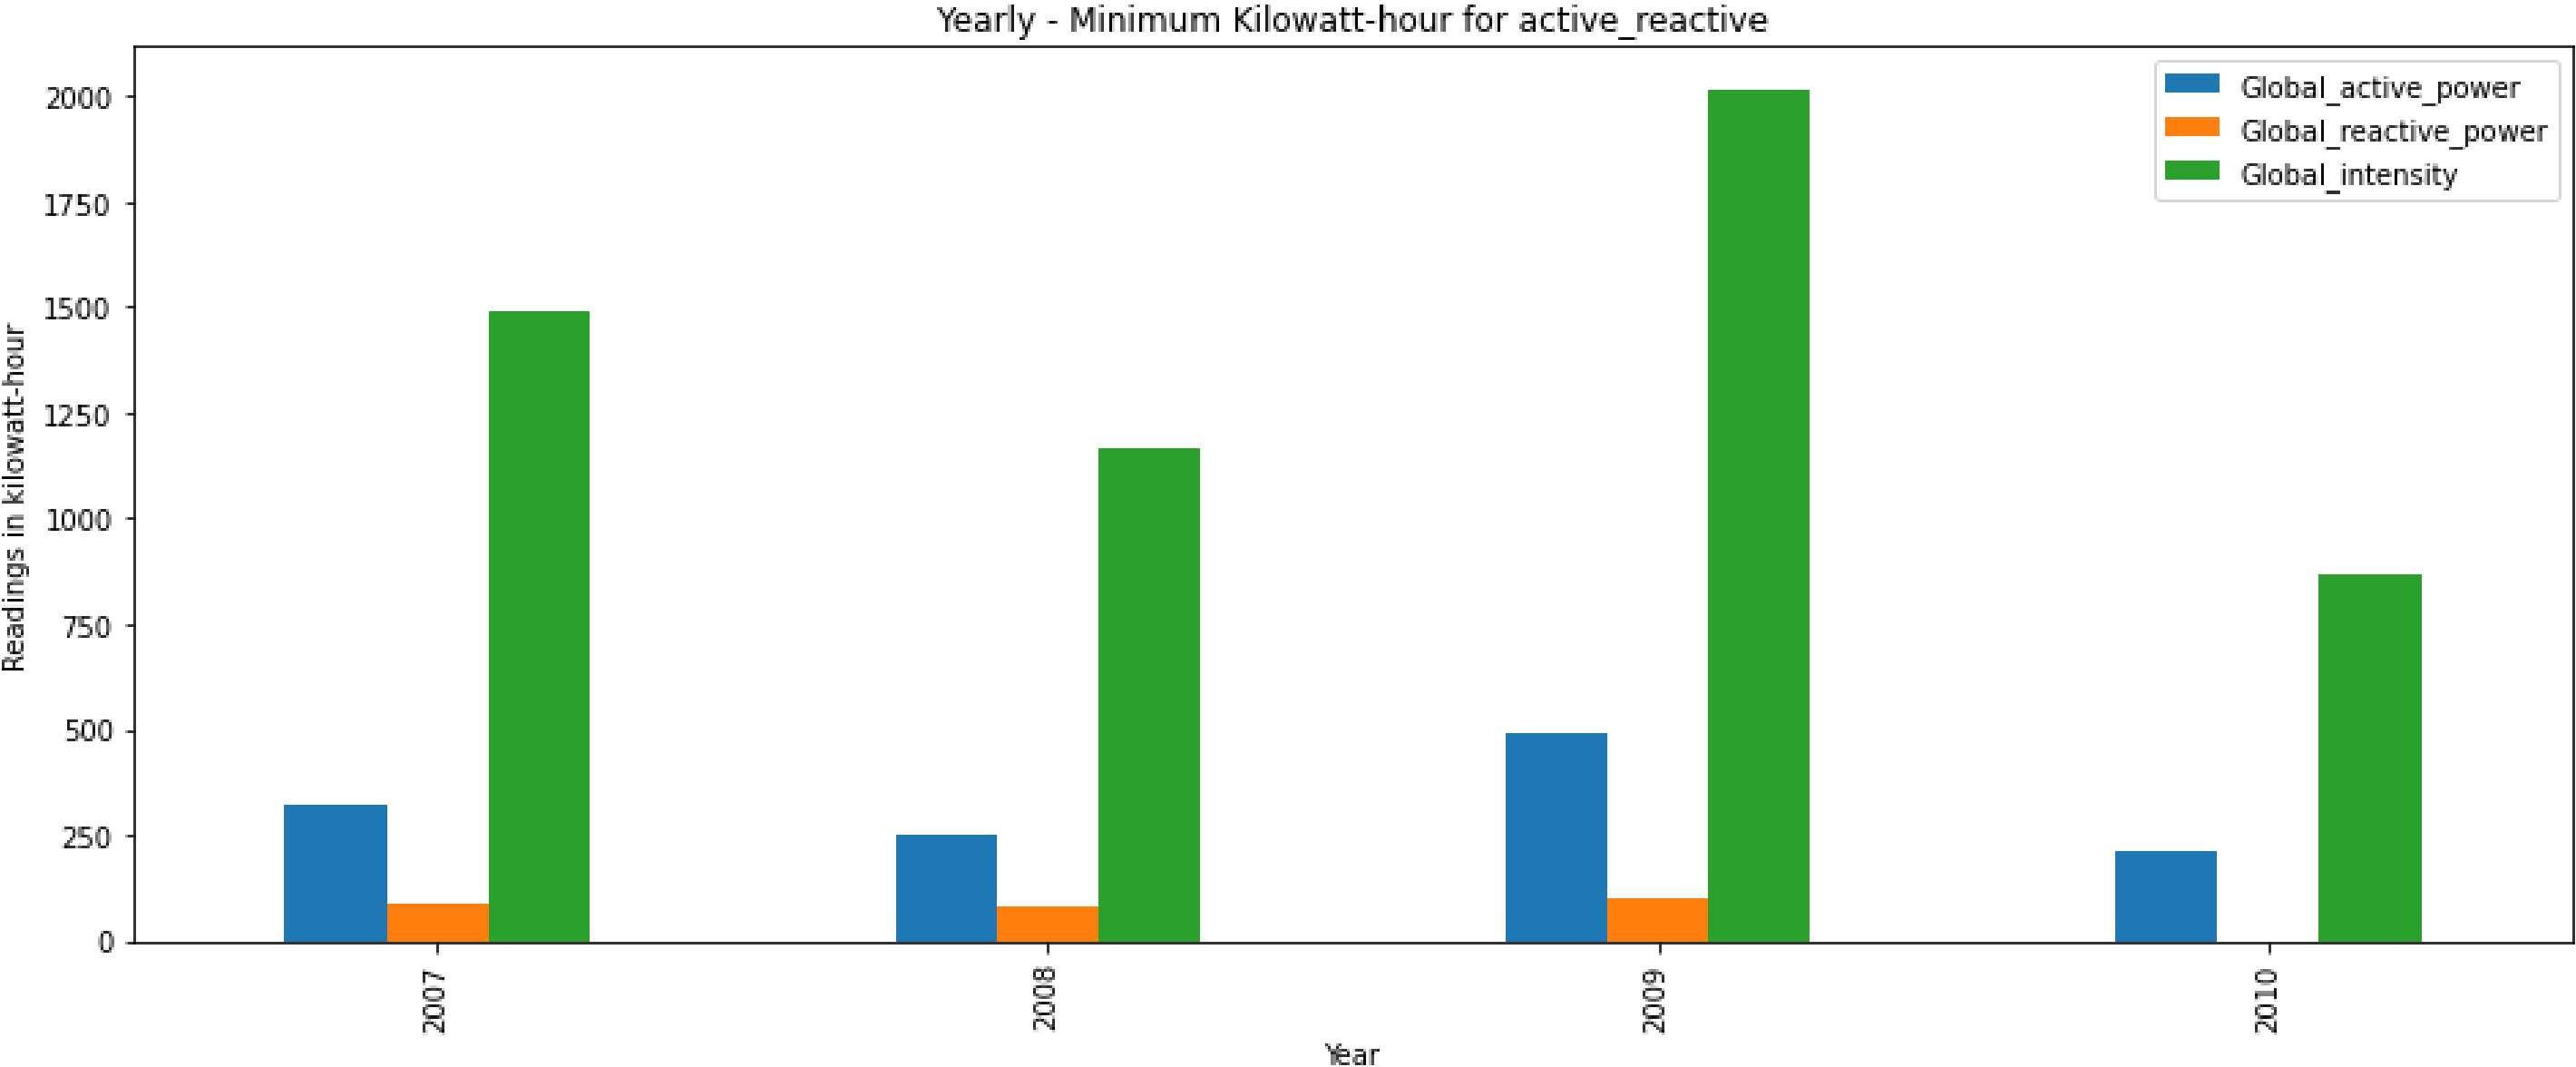 Yearly - Minimum Kilowatt-hour for active_reactive
Global_active_power
Global_reactive_power
Global_intensity
Readings in kilowatt-hour
2000
1750
1500
1250
1000
750
500
250
0
2007
2008
2009
2010
Year